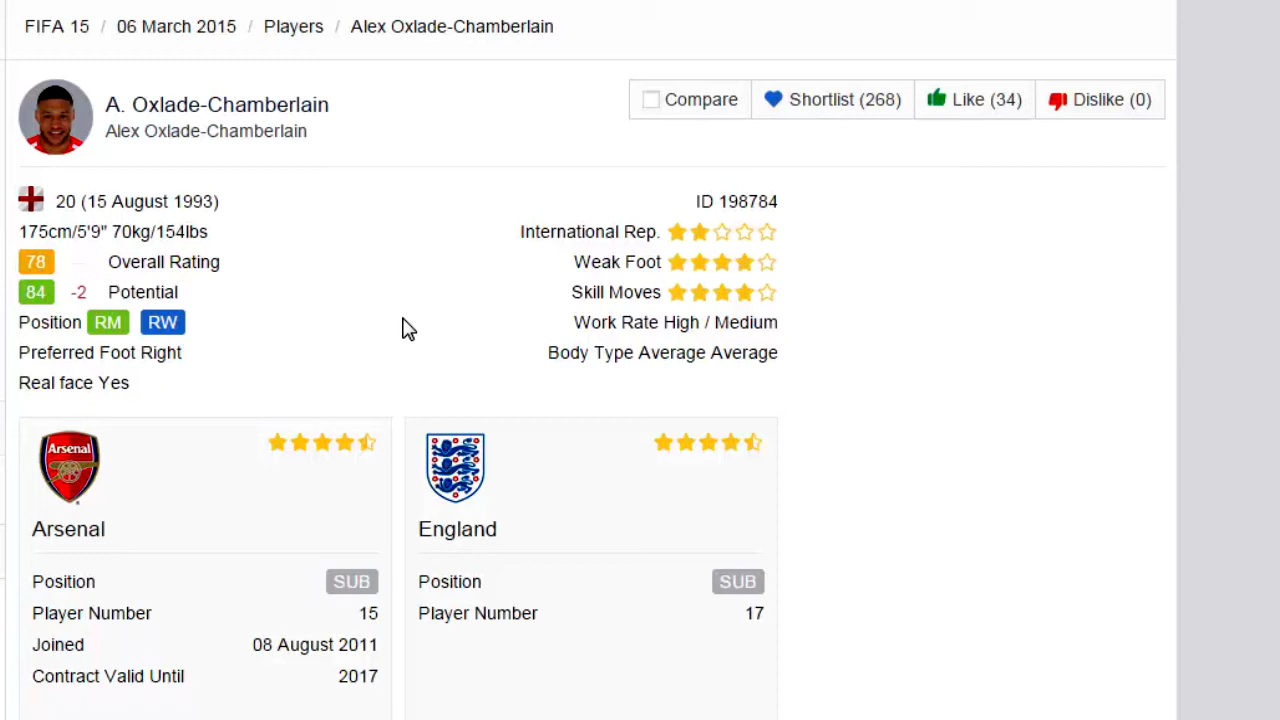 FIFA 15 / 06 March 2015 / Players / Alex Oxlade-Chamberlain
A. Oxlade-Chamberlain
Alex Oxlade-Chamberlain
Compare Shortlist (268) Like (34) Dislike (0)
20 (15 August 1993)
175cm/5'9" 70kg/154lbs
78 Overall Rating
84 -2 Potential
Position RM RW
Preferred Foot Right
Real face Yes
ID 198784
International Rep.
Weak Foot
Skill Moves
Work Rate High / Medium
Body Type Average Average
Arsenal
Arsenal
Position SUB
Player Number 15
Joined 08 August 2011
Contract Valid Until 2017
England
Position SUB
Player Number 17